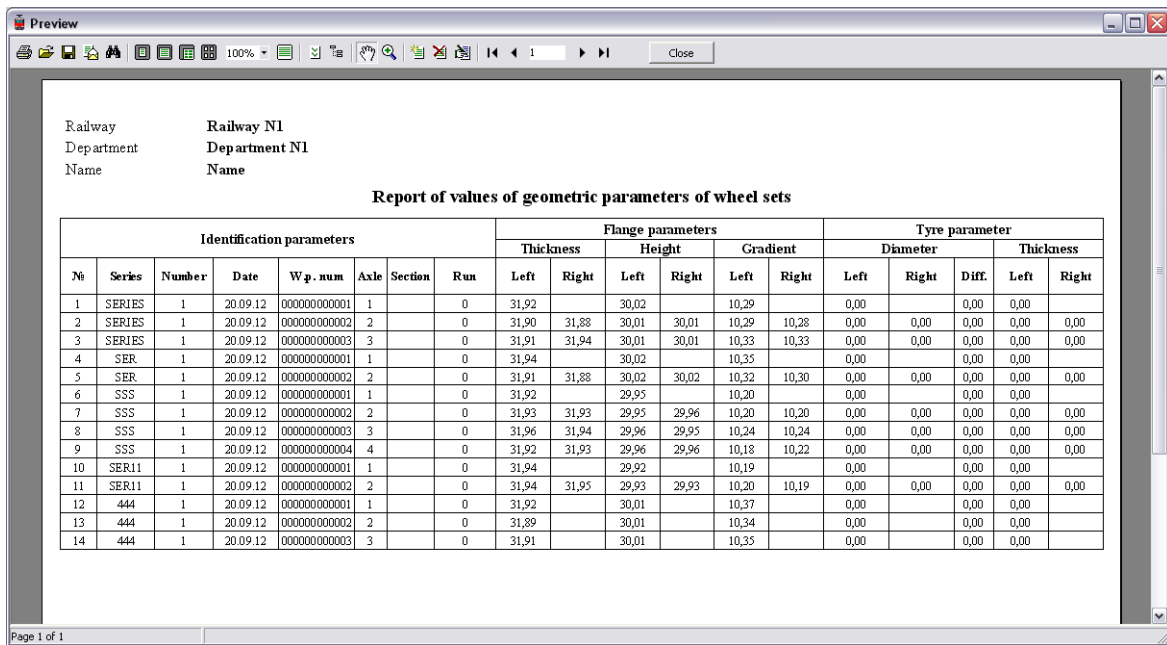 Preview
100% 1 Close
Railway Railway N1
Department Department N1
Name Name
Report of values of geometric parameters of wheel sets
Identification parameters Flange parameters Tyre parameter
Thickness Height Gradient Diameter Thickness
№ Series Number Date W.p. num Axle Section Run Left Right Left Right Left Right Left Right Diff. Left Right
1 SERIES 1 20.09.12 000000000001 1 0 31,92 30,02 10,29 0,00 0,00 0,00
2 SERIES 1 20.09.12 000000000002 2 0 31,90 31,88 30,01 30,01 10,29 10,28 0,00 0,00 0,00 0,00 0,00
3 SERIES 1 20.09.12 000000000003 3 0 31,91 31,94 30,01 30,01 10,33 10,33 0,00 0,00 0,00 0,00 0,00
4 SER 1 20.09.12 000000000001 1 0 31,94 30,02 10,35 0,00 0,00 0,00
5 SER 1 20.09.12 000000000002 2 0 31,91 31,88 30,02 30,02 10,32 10,30 0,00 0,00 0,00 0,00 0,00
6 SSS 1 20.09.12 000000000001 1 0 31,92 29,95 10,20 0,00 0,00 0,00
7 SSS 1 20.09.12 000000000002 2 0 31,93 31,93 29,95 29,96 10,20 10,20 0,00 0,00 0,00 0,00 0,00
8 SSS 1 20.09.12 000000000003 3 0 31,96 31,94 29,96 29,95 10,24 10,24 0,00 0,00 0,00 0,00 0,00
9 SSS 1 20.09.12 000000000004 4 0 31,92 31,93 29,96 29,96 10,18 10,22 0,00 0,00 0,00 0,00 0,00
10 SER11 1 20.09.12 000000000001 1 0 31,94 29,92 10,19 0,00 0,00 0,00
11 SER11 1 20.09.12 000000000002 2 0 31,94 31,95 29,93 29,93 10,20 10,19 0,00 0,00 0,00 0,00 0,00
12 444 1 20.09.12 000000000001 1 0 31,92 30,01 10,37 0,00 0,00 0,00
13 444 1 20.09.12 000000000002 2 0 31,89 30,01 10,34 0,00 0,00 0,00
14 444 1 20.09.12 000000000003 3 0 31,91 30,01 10,35 0,00 0,00 0,00
Page 1 of 1